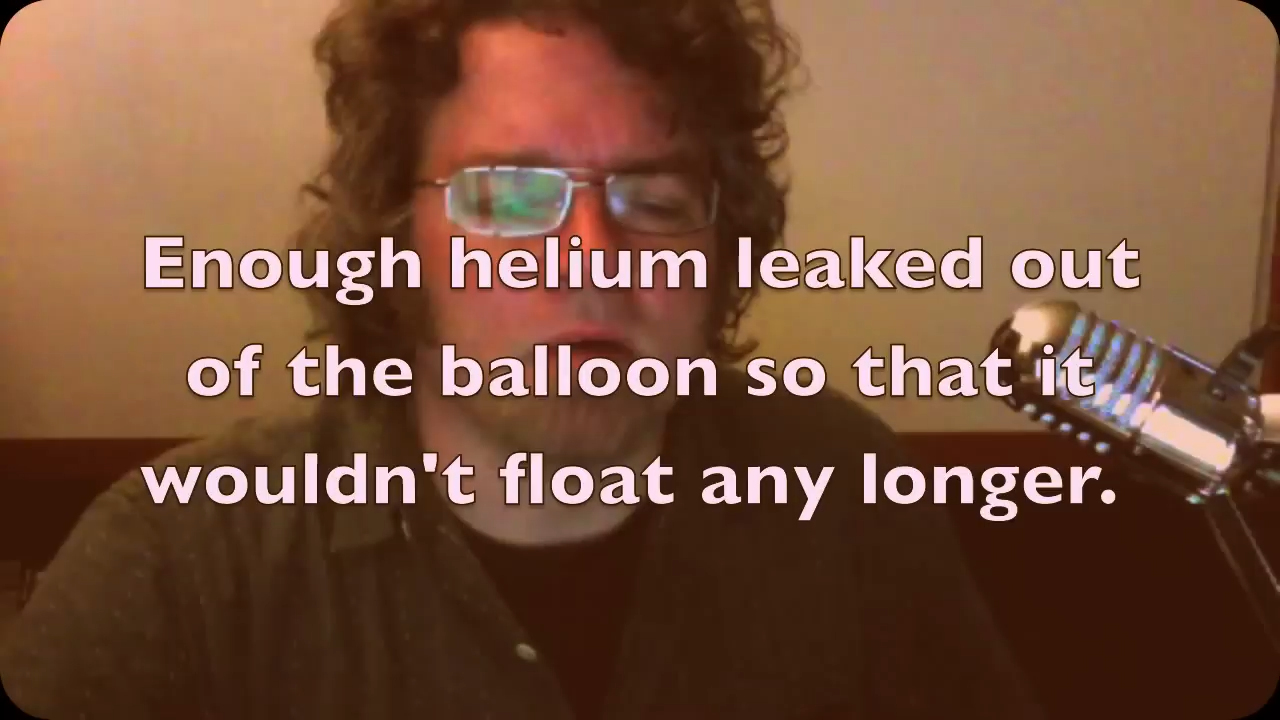 Enough helium leaked out
of the balloon so that it
wouldn't float any longer.